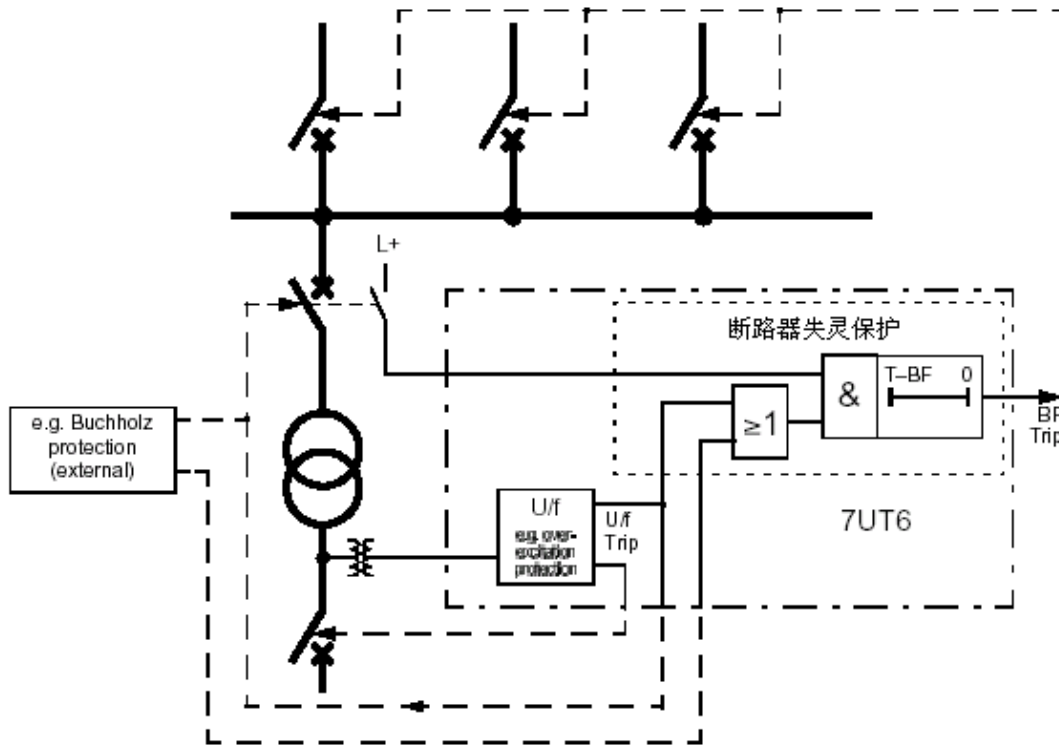 L+
断路器失灵保护
T–BF 0
&
≥1
BF
Trip
e.g. Buchholz
protection
(external)
U/f
e.g. over-
excitation
protection
U/f
Trip
7UT6